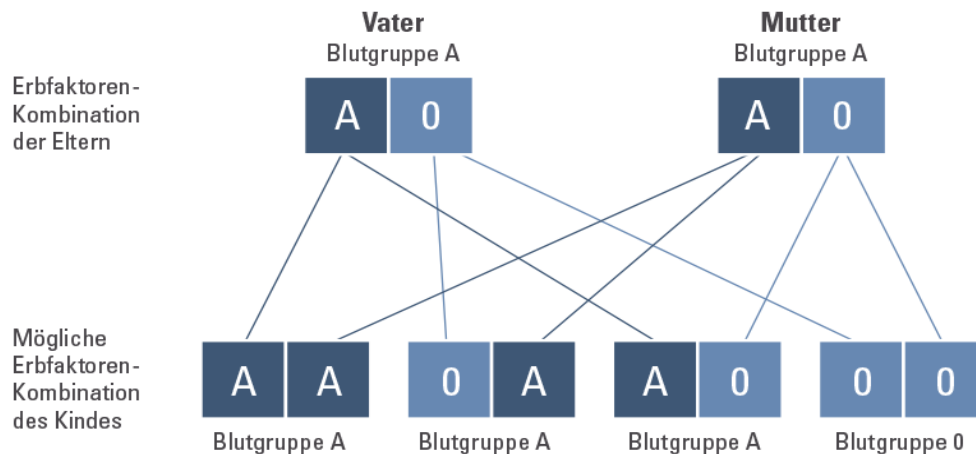 Vater
Mutter
Blutgruppe A
Blutgruppe A
Erbfaktoren-
Kombination
der Eltern
A 0
A 0
Mögliche
Erbfaktoren-
Kombination
des Kindes
A A
0 A
A 0
0 0
Blutgruppe A
Blutgruppe A
Blutgruppe A
Blutgruppe 0